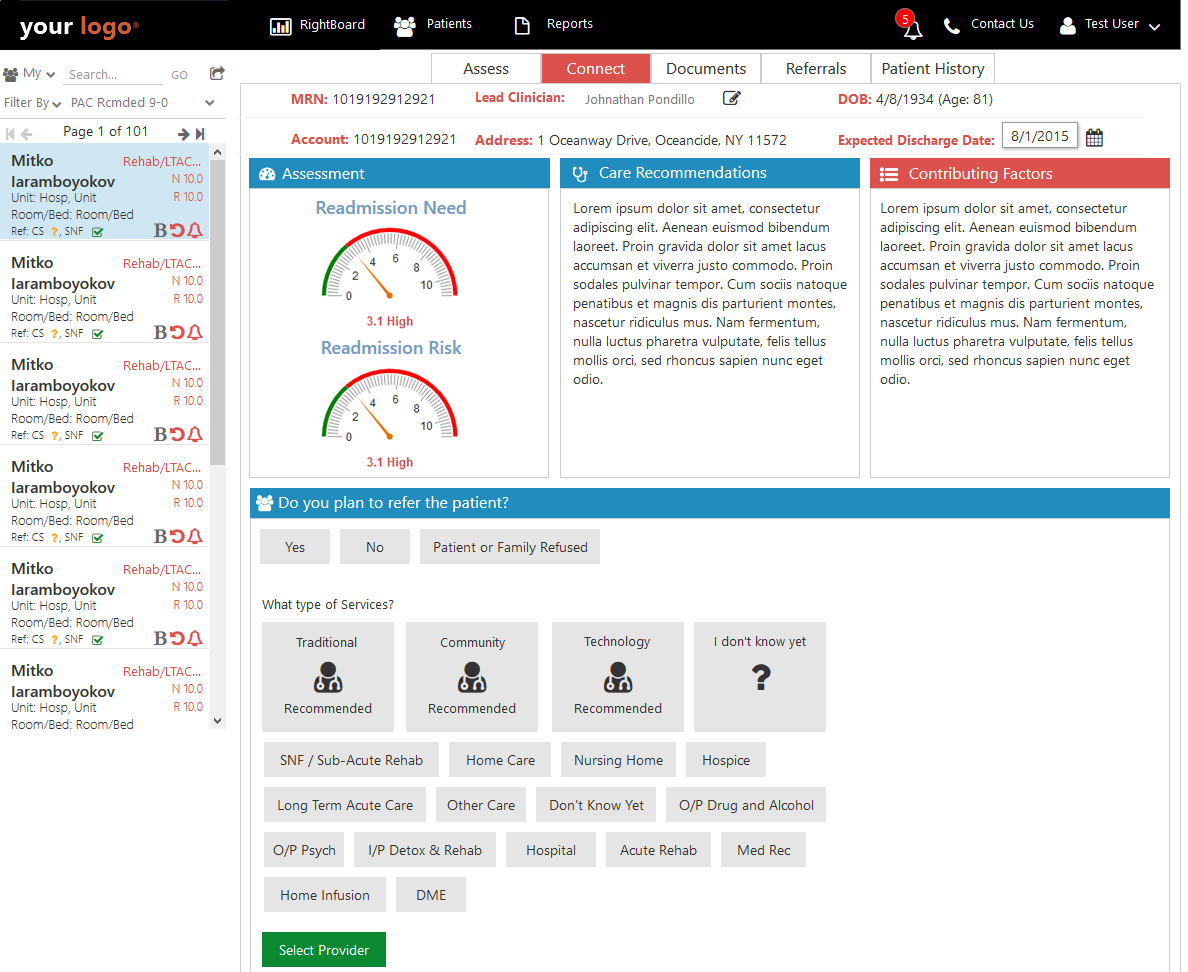 your logo®
RightBoard
Patients
Reports
5
Contact Us
Test User
My
Search...
GO
Filter By
PAC Rcmded 9-0
Page 1 of 101
Mitko Iaramboyokov
Rehab/LTAC...
N 10.0
R 10.0
Unit: Hosp, Unit
Room/Bed: Room/Bed
Ref: CS ?, SNF
B
Mitko Iaramboyokov
Rehab/LTAC...
N 10.0
R 10.0
Unit: Hosp, Unit
Room/Bed: Room/Bed
Ref: CS ?, SNF
B
Mitko Iaramboyokov
Rehab/LTAC...
N 10.0
R 10.0
Unit: Hosp, Unit
Room/Bed: Room/Bed
Ref: CS ?, SNF
B
Mitko Iaramboyokov
Rehab/LTAC...
N 10.0
R 10.0
Unit: Hosp, Unit
Room/Bed: Room/Bed
Ref: CS ?, SNF
B
Mitko Iaramboyokov
Rehab/LTAC...
N 10.0
R 10.0
Unit: Hosp, Unit
Room/Bed: Room/Bed
Ref: CS ?, SNF
B
Mitko Iaramboyokov
Rehab/LTAC...
N 10.0
R 10.0
Unit: Hosp, Unit
Room/Bed: Room/Bed
Assess
Connect
Documents
Referrals
Patient History
MRN: 1019192912921
Lead Clinician: Johnathan Pondillo
DOB: 4/8/1934 (Age: 81)
Account: 1019192912921
Address: 1 Oceanway Drive, Oceancide, NY 11572
Expected Discharge Date: 8/1/2015
Assessment
Readmission Need
0 2 4 6 8 10
3.1 High
Readmission Risk
0 2 4 6 8 10
3.1 High
Care Recommendations
Lorem ipsum dolor sit amet, consectetur
adipiscing elit. Aenean euismod bibendum
laoreet. Proin gravida dolor sit amet lacus
accumsan et viverra justo commodo. Proin
sodales pulvinar tempor. Cum sociis natoque
penatibus et magnis dis parturient montes,
nascetur ridiculus mus. Nam fermentum,
nulla luctus pharetra vulputate, felis tellus
mollis orci, sed rhoncus sapien nunc eget
odio.
Contributing Factors
Lorem ipsum dolor sit amet, consectetur
adipiscing elit. Aenean euismod bibendum
laoreet. Proin gravida dolor sit amet lacus
accumsan et viverra justo commodo. Proin
sodales pulvinar tempor. Cum sociis natoque
penatibus et magnis dis parturient montes,
nascetur ridiculus mus. Nam fermentum,
nulla luctus pharetra vulputate, felis tellus
mollis orci, sed rhoncus sapien nunc eget
odio.
Do you plan to refer the patient?
Yes
No
Patient or Family Refused
What type of Services?
Traditional
Recommended
Community
Recommended
Technology
Recommended
I don't know yet
?
SNF / Sub-Acute Rehab
Home Care
Nursing Home
Hospice
Long Term Acute Care
Other Care
Don't Know Yet
O/P Drug and Alcohol
O/P Psych
I/P Detox & Rehab
Hospital
Acute Rehab
Med Rec
Home Infusion
DME
Select Provider